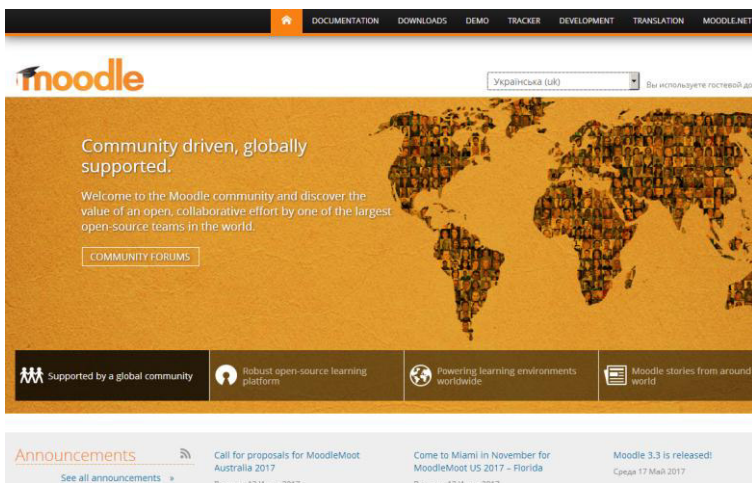 DOCUMENTATION DOWNLOADS DEMO TRACKER DEVELOPMENT TRANSLATION MOODLE.NET
moodle
Українська (uk)
Вы используете гостевой
Community driven, globally
supported.
Welcome to the Moodle community and discover the
value of an open, collaborative effort by one of the largest
open-source teams in the world.
COMMUNITY FORUMS
Supported by a global community
Robust open-source learning
platform
Powering learning environments
worldwide
Moodle stories from around
world
Announcements
See all announcements »
Call for proposals for MoodleMoot
Australia 2017
Come to Miami in November for
MoodleMoot US 2017 – Florida
Moodle 3.3 is released!
Среда 17 Май 2017